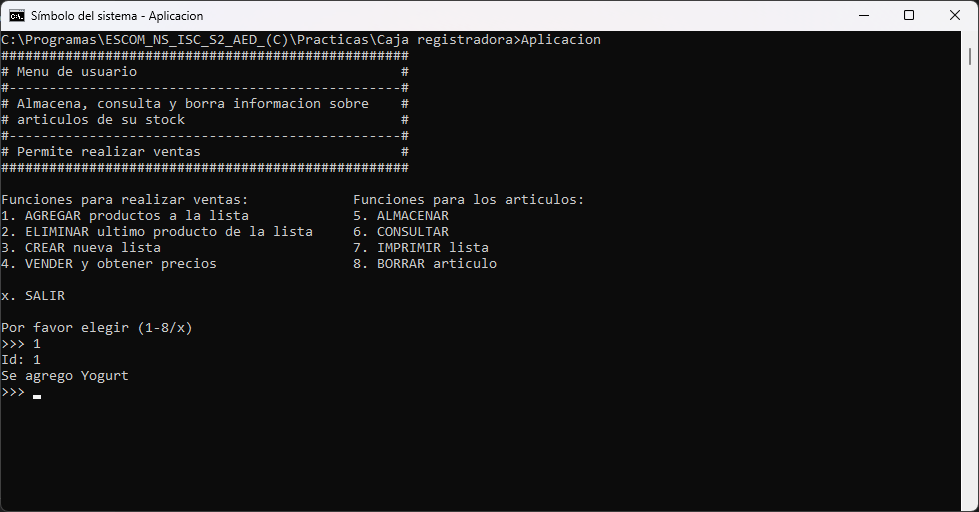 Símbolo del sistema - Aplicacion
C:\Programas\ESCOM_NS_ISC_S2_AED_(C)\Practicas\Caja registradora>Aplicacion
###################################################
# Menu de usuario                                 #
#-------------------------------------------------#
# Almacena, consulta y borra informacion sobre    #
# articulos de su stock                           #
#-------------------------------------------------#
# Permite realizar ventas                         #
###################################################
Funciones para realizar ventas:             Funciones para los articulos:
1. AGREGAR productos a la lista             5. ALMACENAR
2. ELIMINAR ultimo producto de la lista     6. CONSULTAR
3. CREAR nueva lista                        7. IMPRIMIR lista
4. VENDER y obtener precios                 8. BORRAR articulo
x. SALIR
Por favor elegir (1-8/x)
>>> 1
Id: 1
Se agrego Yogurt
>>>